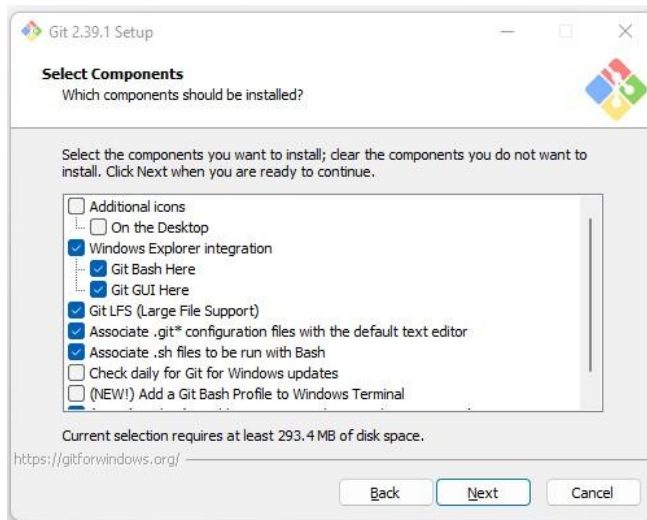 Git 2.39.1 Setup
Select Components
Which components should be installed?
Select the components you want to install; clear the components you do not want to
install. Click Next when you are ready to continue.
Additional icons
On the Desktop
Windows Explorer integration
Git Bash Here
Git GUI Here
Git LFS (Large File Support)
Associate .git* configuration files with the default text editor
Associate .sh files to be run with Bash
Check daily for Git for Windows updates
(NEW!) Add a Git Bash Profile to Windows Terminal
Current selection requires at least 293.4 MB of disk space.
https://gitforwindows.org/
Back
Next
Cancel